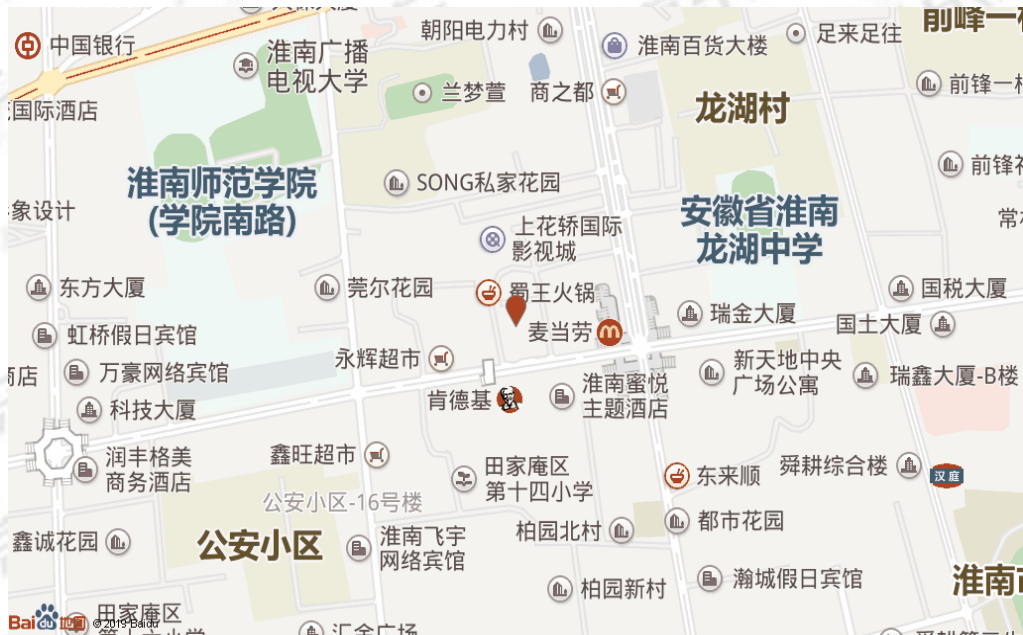 中国银行
淮南广播
电视大学
朝阳电力村
淮南百货大楼
足来足往
国际酒店
兰梦萱
商之都
龙湖村
淮南师范学院
(学院南路)
SONG私家花园
安徽省淮南
龙湖中学
象设计
上花轿国际
影视城
东方大厦
莞尔花园
蜀王火锅
国税大厦
瑞金大厦
国土大厦
虹桥假日宾馆
麦当劳
永辉超市
万豪网络宾馆
新天地中央
广场公寓
瑞鑫大厦-B楼
科技大厦
肯德基
淮南蜜悦
主题酒店
润丰格美
商务酒店
鑫旺超市
田家庵区
第十四小学
东来顺
舜耕综合楼
汉庭
公安小区-16号楼
鑫诚花园
公安小区
淮南飞宇
网络宾馆
柏园北村
都市花园
柏园新村
瀚城假日宾馆
淮南
田家庵区
Bai du 地图
© 2019 Baidu
汇金广场